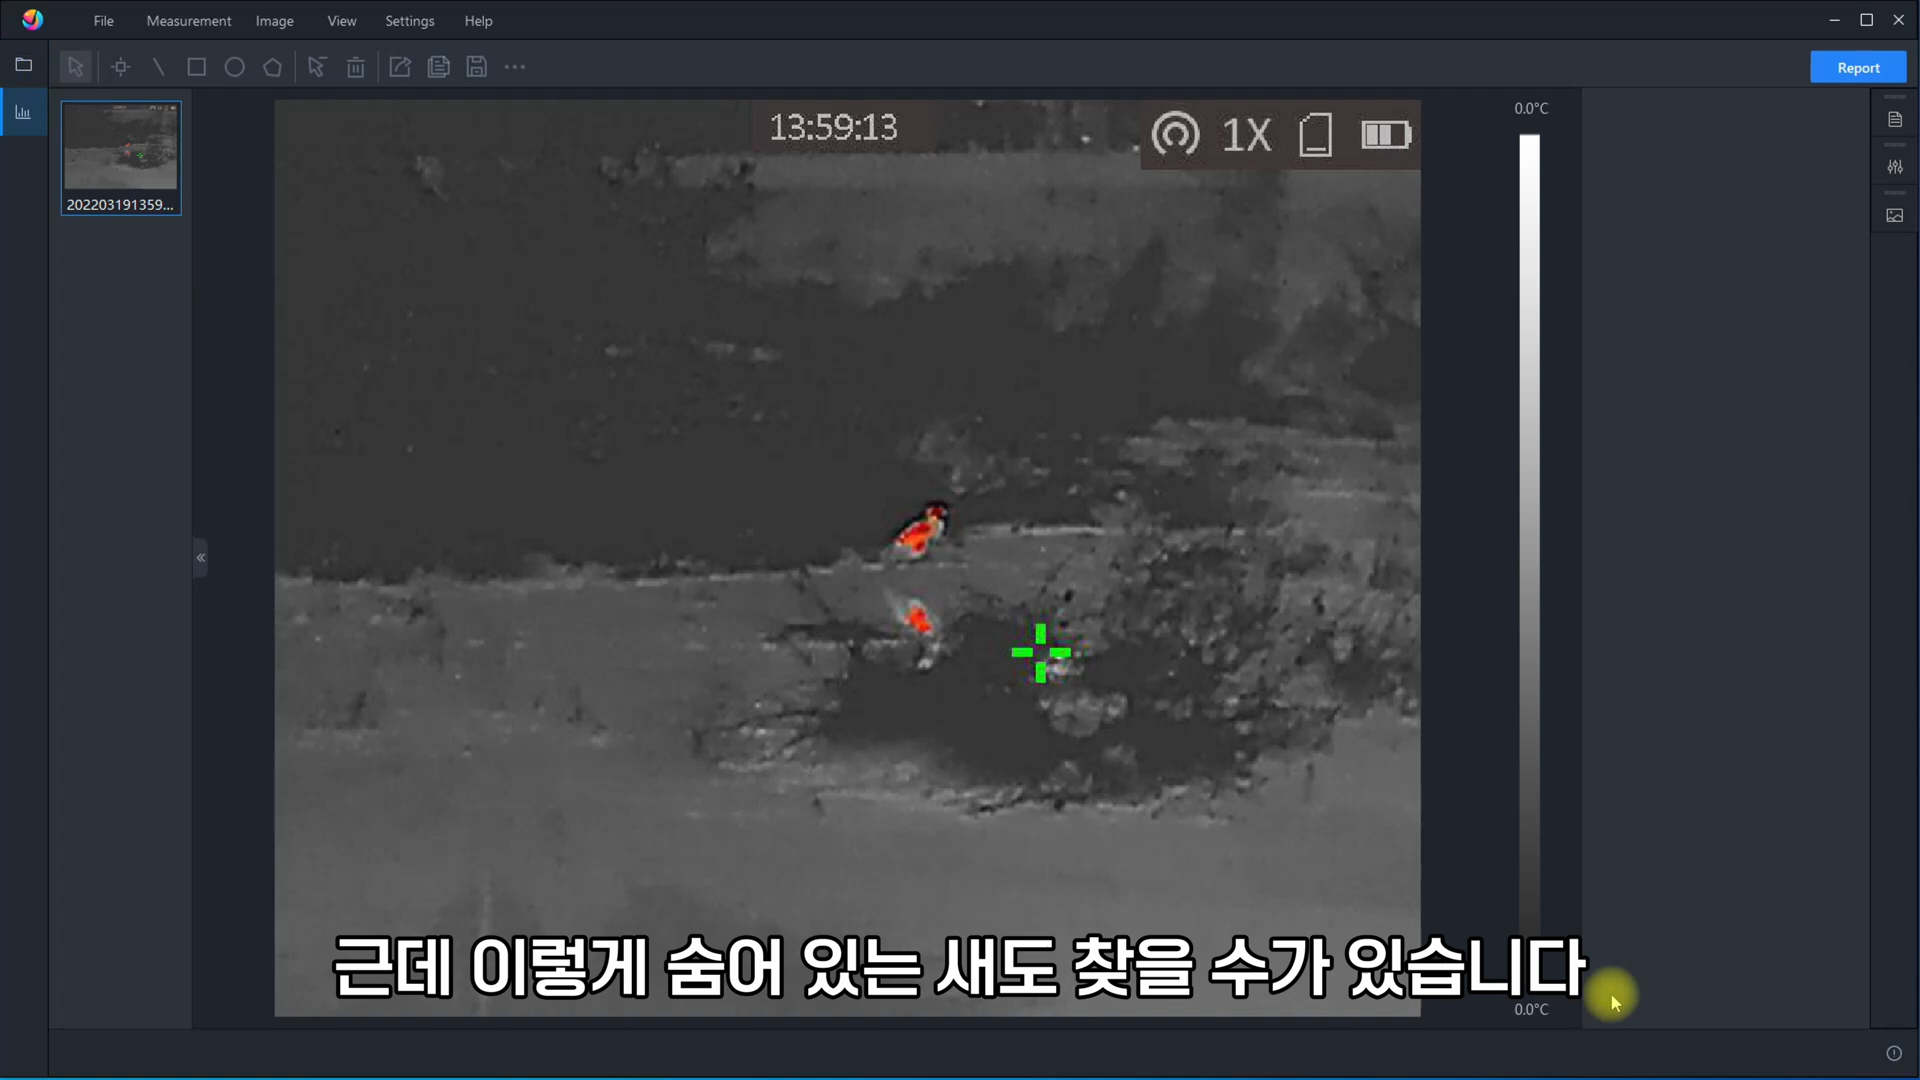 File Measurement Image View Settings Help
Report
202203191359...
13:59:13
1X
0.0°C
0.0°C
근데 이렇게 숨어 있는 새도 찾을 수가 있습니다